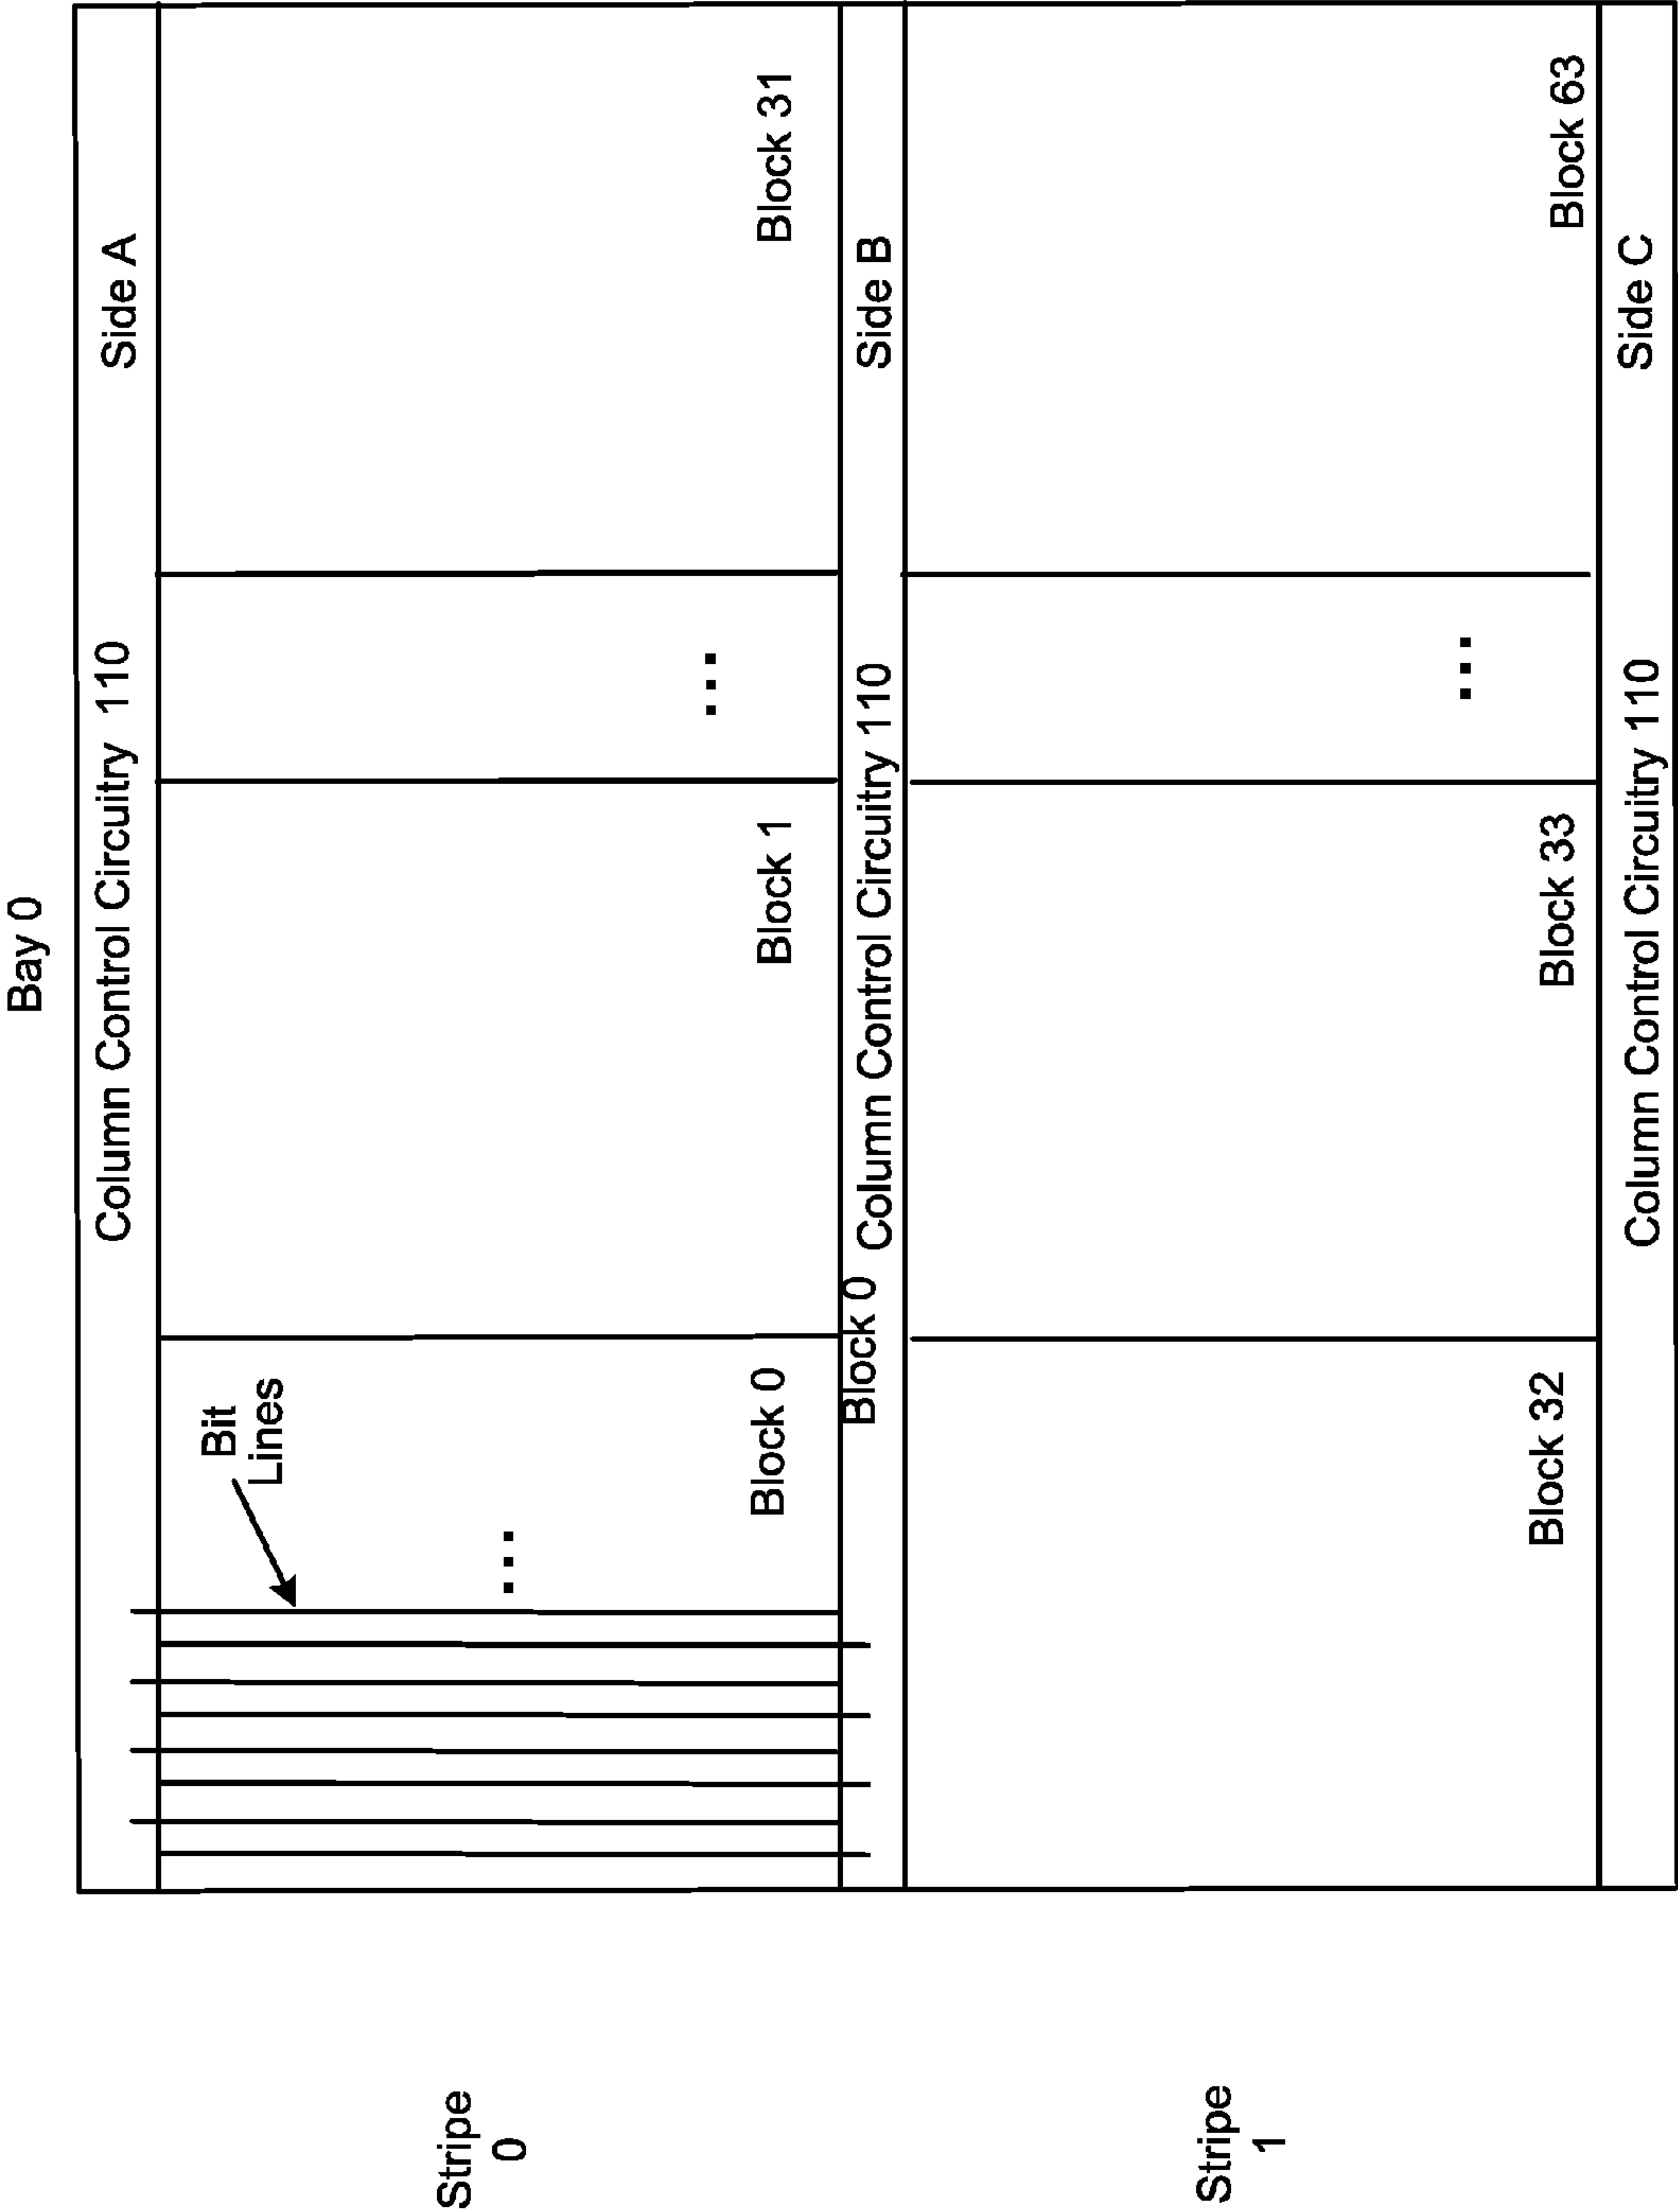 Bay 0
Column Control Circuitry 110
Side A
Bit
Lines
...
...
Stripe
0
Block 0
Block 1
Block 31
Block 0
Column Control Circuitry 110
Side B
...
Stripe
1
Block 32
Block 33
Block 63
Column Control Circuitry 110
Side C